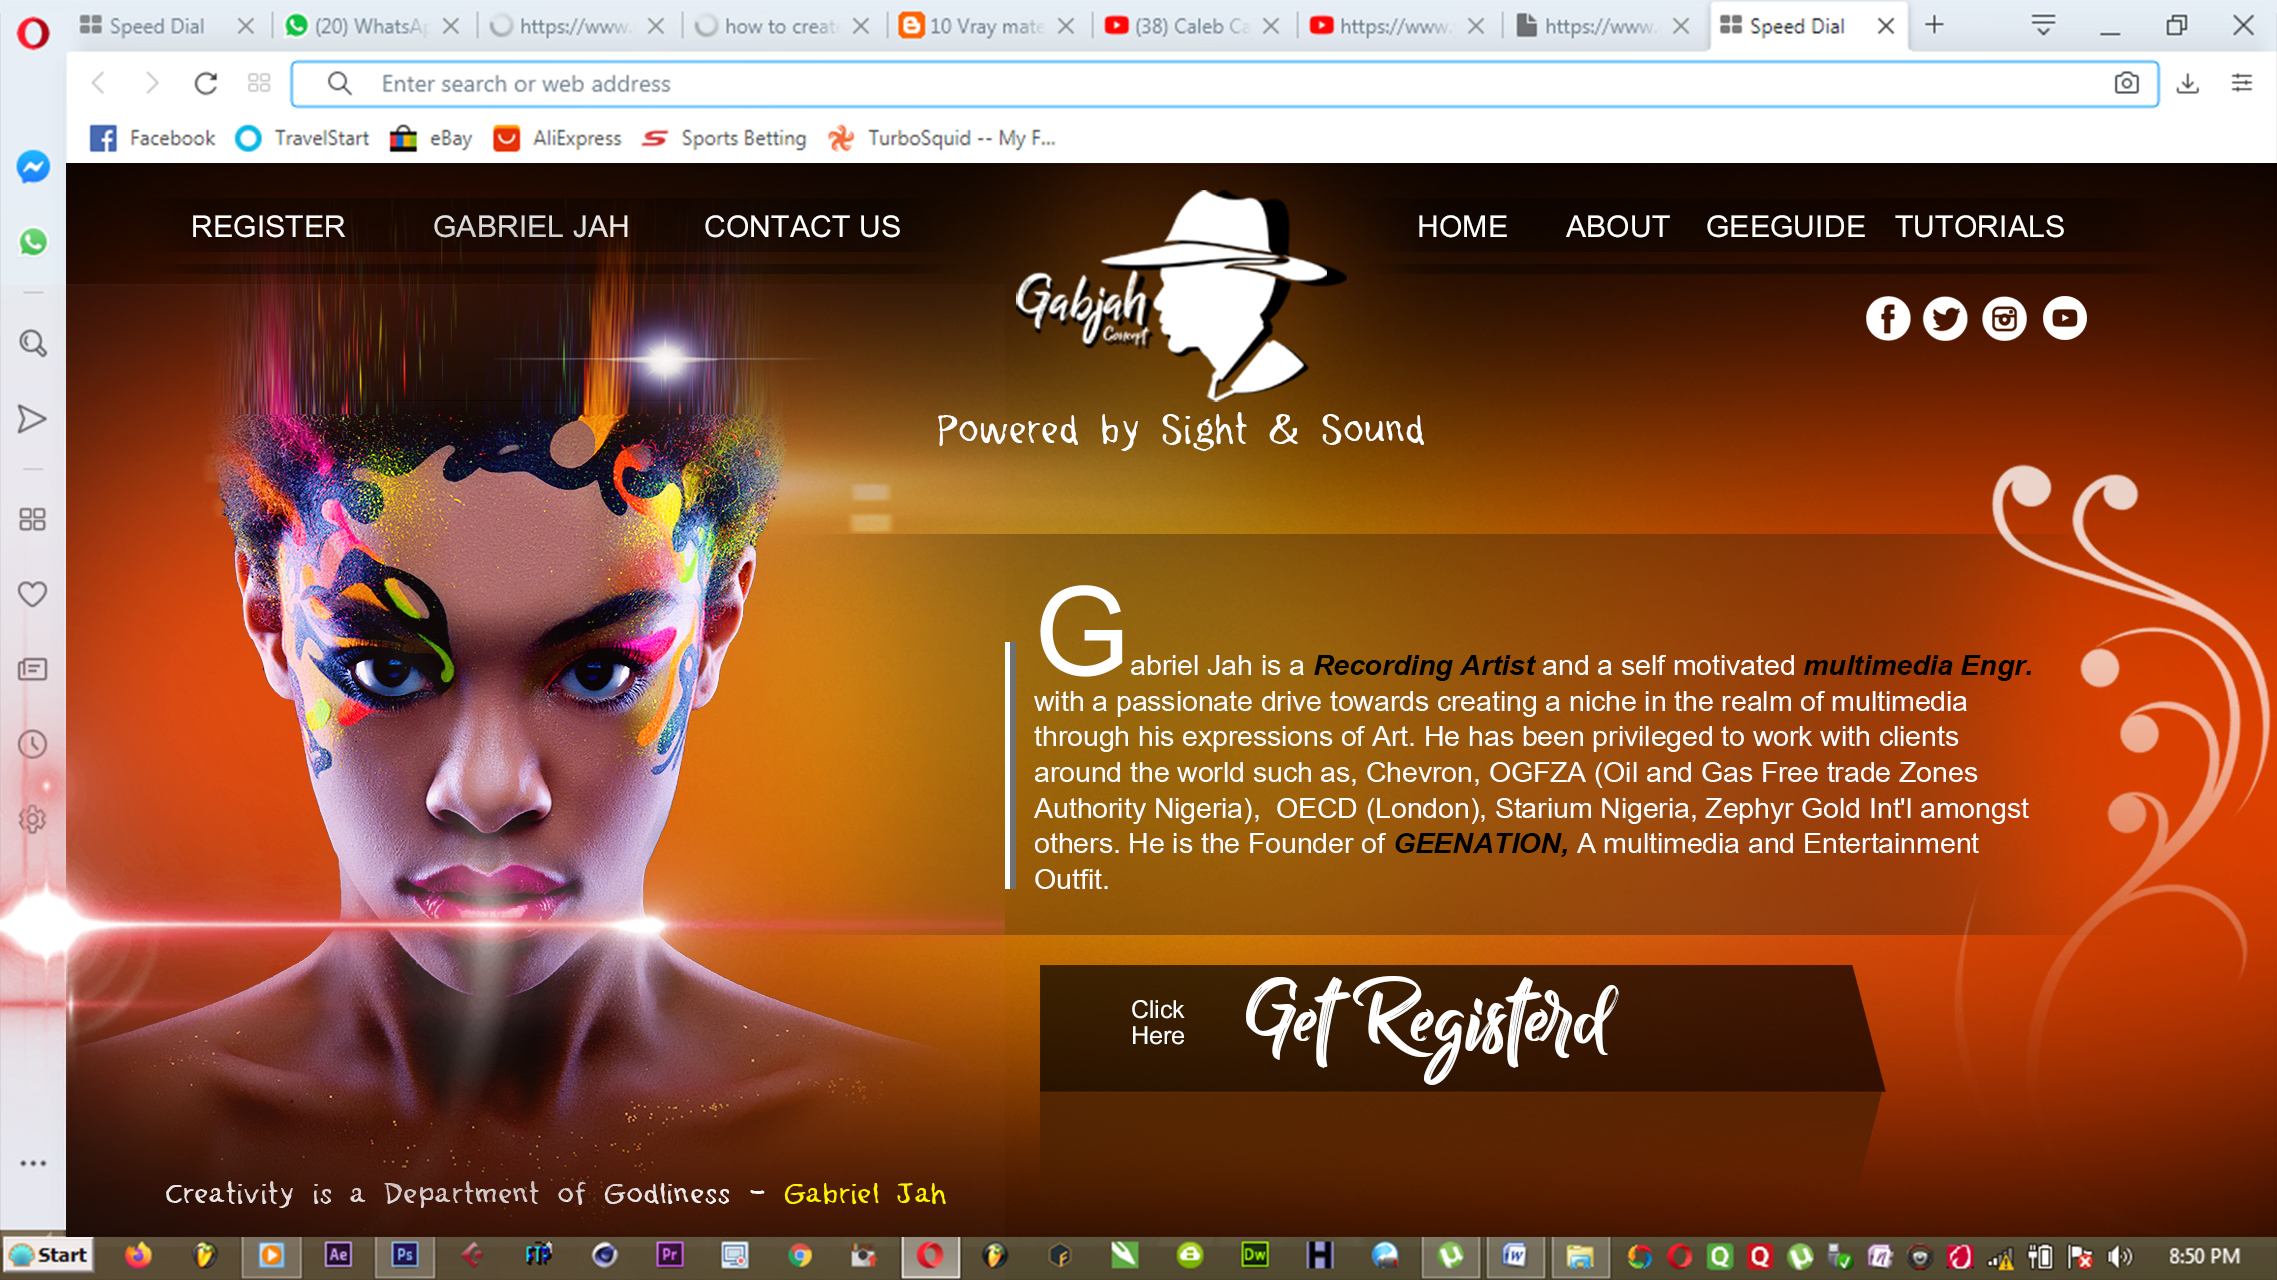 Speed Dial
(20) WhatsAp
https://www.
how to creat
10 Vray mate
(38) Caleb Ca
https://www.
https://www.
Speed Dial
Enter search or web address
Facebook
TravelStart
eBay
AliExpress
Sports Betting
TurboSquid -- My F...
REGISTER
GABRIEL JAH
CONTACT US
HOME
ABOUT
GEEGUIDE
TUTORIALS
Gabjah
Concept
Powered by Sight & Sound
Gabriel Jah is a Recording Artist and a self motivated multimedia Engr.
with a passionate drive towards creating a niche in the realm of multimedia
through his expressions of Art. He has been privileged to work with clients
around the world such as, Chevron, OGFZA (Oil and Gas Free trade Zones
Authority Nigeria),  OECD (London), Starium Nigeria, Zephyr Gold Int'l amongst
others. He is the Founder of GEENATION, A multimedia and Entertainment
Outfit.
Click
Here
Get Registerd
Creativity is a Department of Godliness - Gabriel Jah
Start
Ae
Ps
FTP
Pr
Dw
H
W
Q
Q
8:50 PM